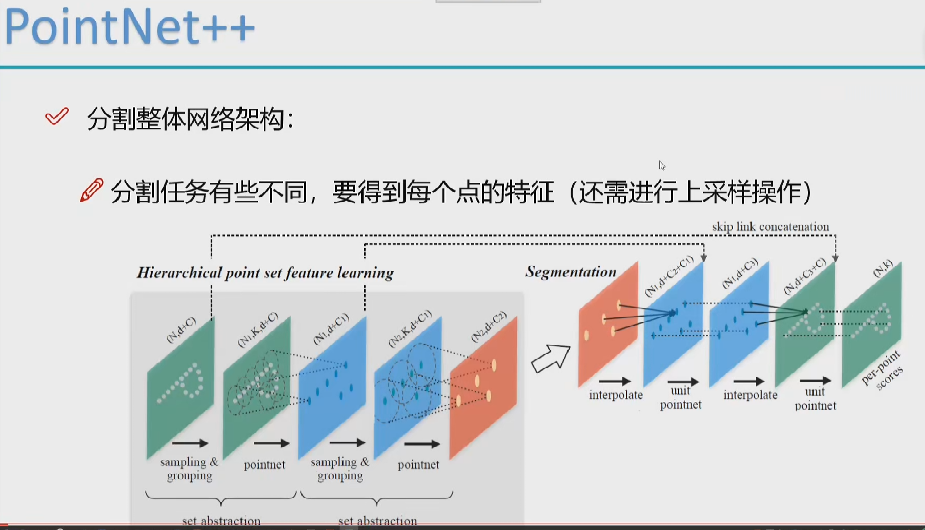 PointNet++
分割整体网络架构：
分割任务有些不同，要得到每个点的特征（还需进行上采样操作）
skip link concatenation
Hierarchical point set feature learning
Segmentation
(N,d+C)
(N1,K,d+C)
(N1,d+C1)
(N2,K,d+C1)
(N2,d+C2)
(N1,d+C2+C1)
(N1,d+C3)
(N,d+C3+C)
(N,k)
interpolate
unit
pointnet
interpolate
unit
pointnet
per-point
scores
sampling &
grouping
pointnet
sampling &
grouping
pointnet
set abstraction
set abstraction